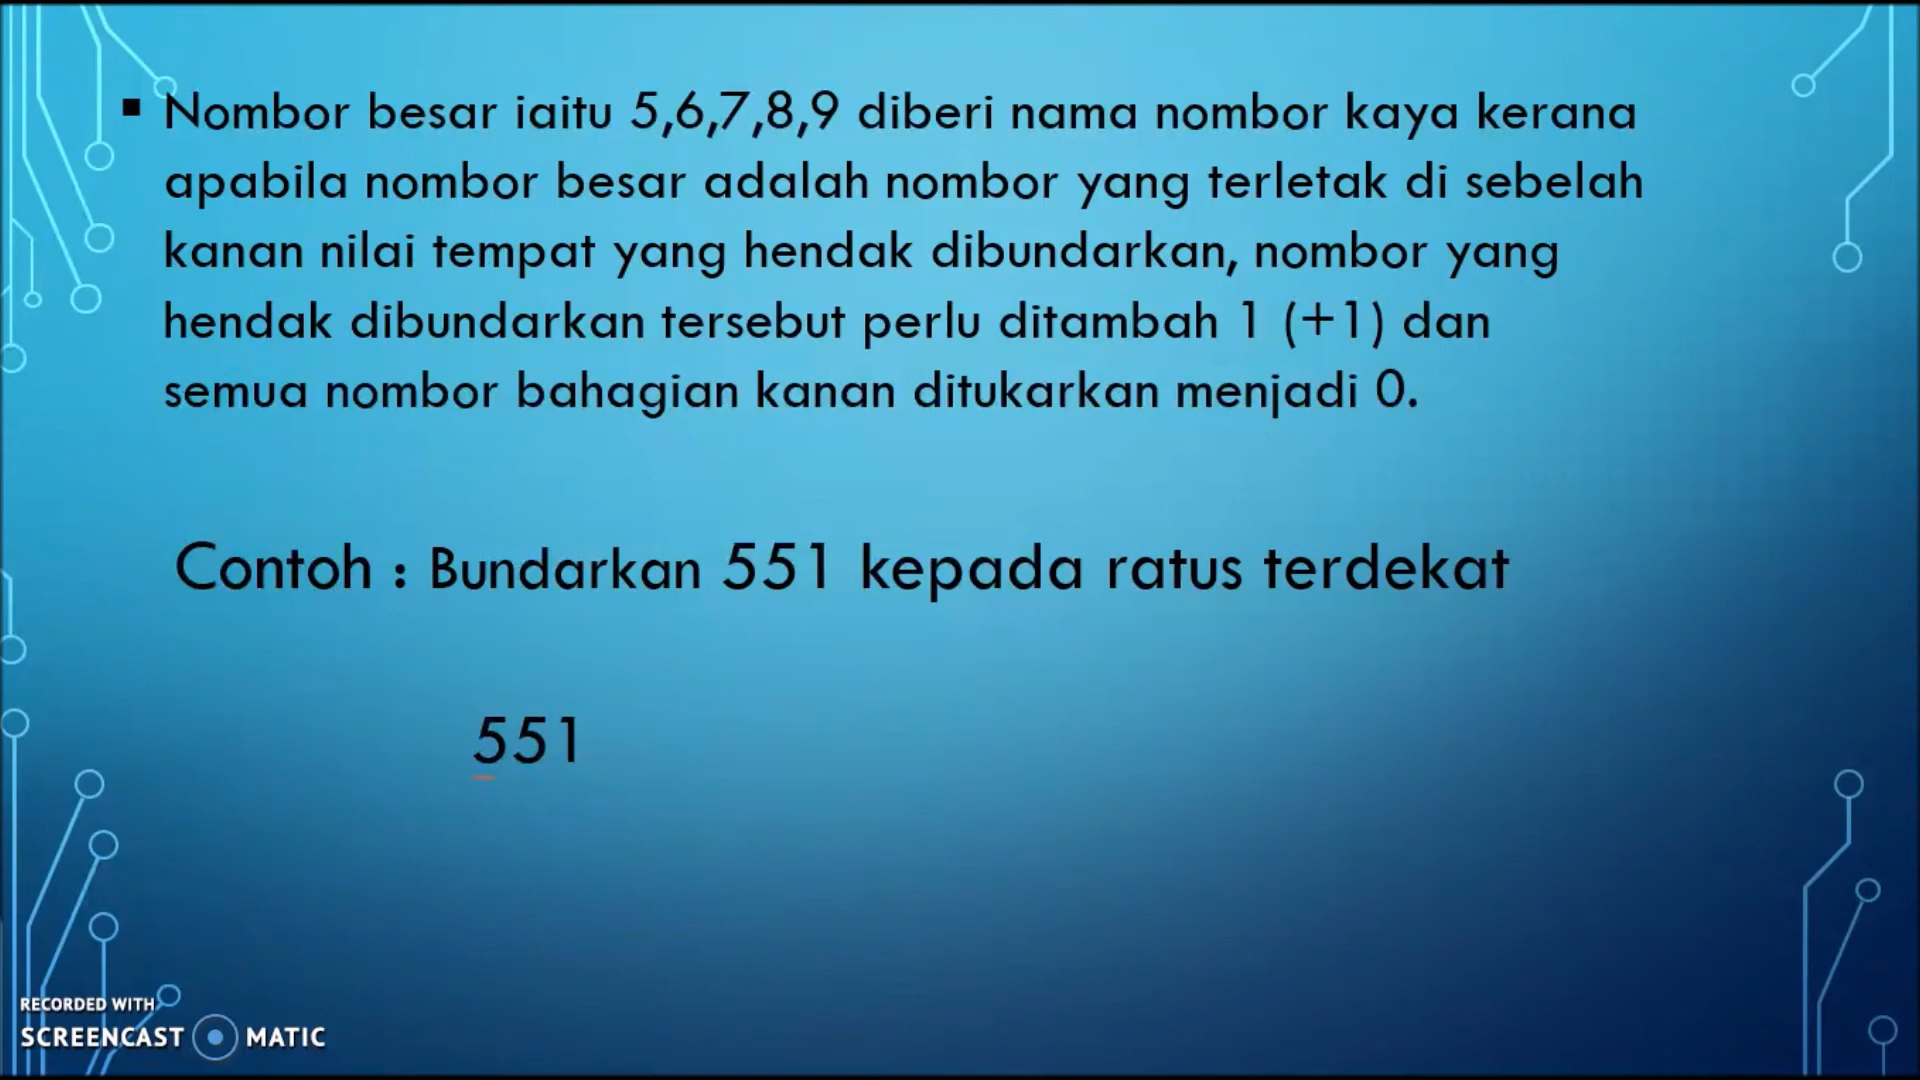 ▪ Nombor besar iaitu 5,6,7,8,9 diberi nama nombor kaya kerana
apabila nombor besar adalah nombor yang terletak di sebelah
kanan nilai tempat yang hendak dibundarkan, nombor yang
hendak dibundarkan tersebut perlu ditambah 1 (+1) dan
semua nombor bahagian kanan ditukarkan menjadi 0.
Contoh : Bundarkan 551 kepada ratus terdekat
551
RECORDED WITH
SCREENCAST MATIC